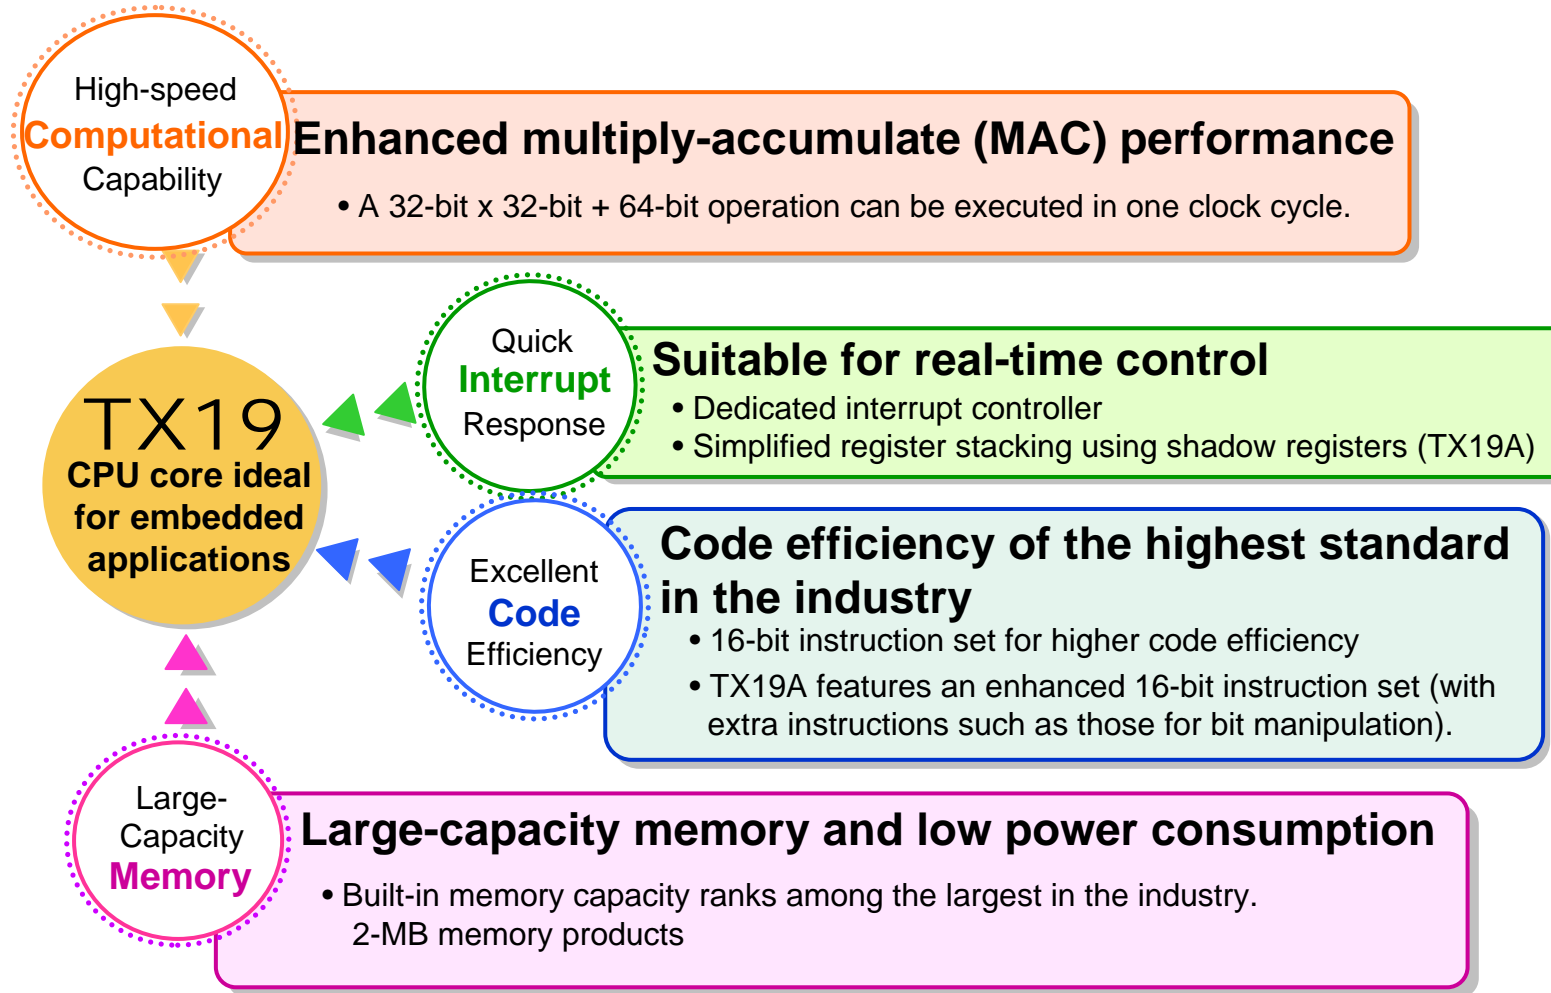 High-speed
Computational
Capability
Enhanced multiply-accumulate (MAC) performance
• A 32-bit x 32-bit + 64-bit operation can be executed in one clock cycle.
Quick
Interrupt
Response
Suitable for real-time control
• Dedicated interrupt controller
• Simplified register stacking using shadow registers (TX19A)
TX19
CPU core ideal
for embedded
applications
Excellent
Code
Efficiency
Code efficiency of the highest standard
in the industry
• 16-bit instruction set for higher code efficiency
• TX19A features an enhanced 16-bit instruction set (with
extra instructions such as those for bit manipulation).
Large-
Capacity
Memory
Large-capacity memory and low power consumption
• Built-in memory capacity ranks among the largest in the industry.
2-MB memory products